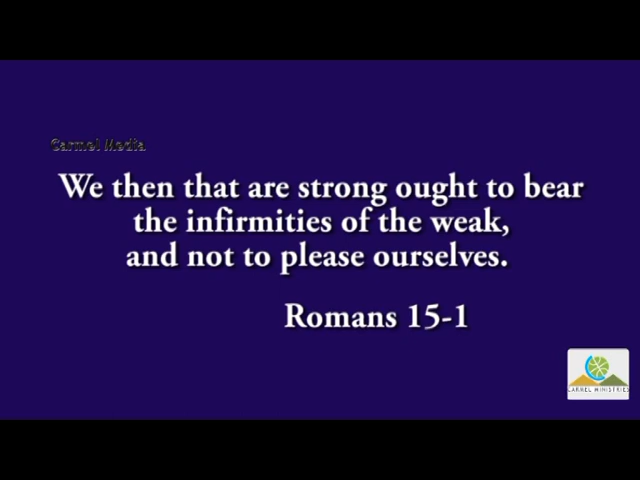 Carmel Media
We then that are strong ought to bear
the infirmities of the weak,
and not to please ourselves.
Romans 15-1
CARMEL MINISTRIES